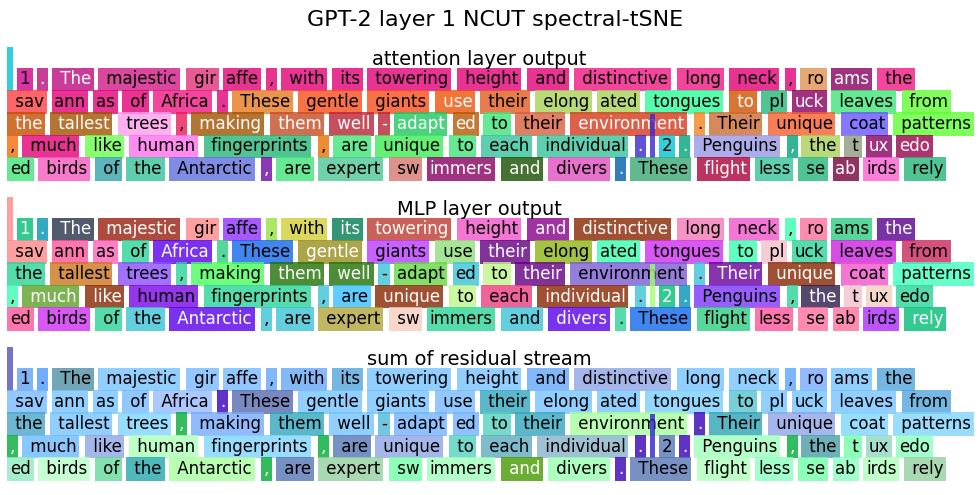 GPT-2 layer 1 NCUT spectral-tSNE
attention layer output
1 . The majestic gir affe , with its towering height and distinctive long neck , ro ams the
sav ann as of Africa . These gentle giants use their elong ated tongues to pl uck leaves from
the tallest trees , making them well - adapt ed to their environment . Their unique coat patterns
, much like human fingerprints , are unique to each individual . 2 . Penguins , the t ux edo
ed birds of the Antarctic , are expert sw immers and divers . These flight less se ab irds rely
MLP layer output
1 . The majestic gir affe , with its towering height and distinctive long neck , ro ams the
sav ann as of Africa . These gentle giants use their elong ated tongues to pl uck leaves from
the tallest trees , making them well - adapt ed to their environment . Their unique coat patterns
, much like human fingerprints , are unique to each individual . 2 . Penguins , the t ux edo
ed birds of the Antarctic , are expert sw immers and divers . These flight less se ab irds rely
sum of residual stream
1 . The majestic gir affe , with its towering height and distinctive long neck , ro ams the
sav ann as of Africa . These gentle giants use their elong ated tongues to pl uck leaves from
the tallest trees , making them well - adapt ed to their environment . Their unique coat patterns
, much like human fingerprints , are unique to each individual . 2 . Penguins , the t ux edo
ed birds of the Antarctic , are expert sw immers and divers . These flight less se ab irds rely